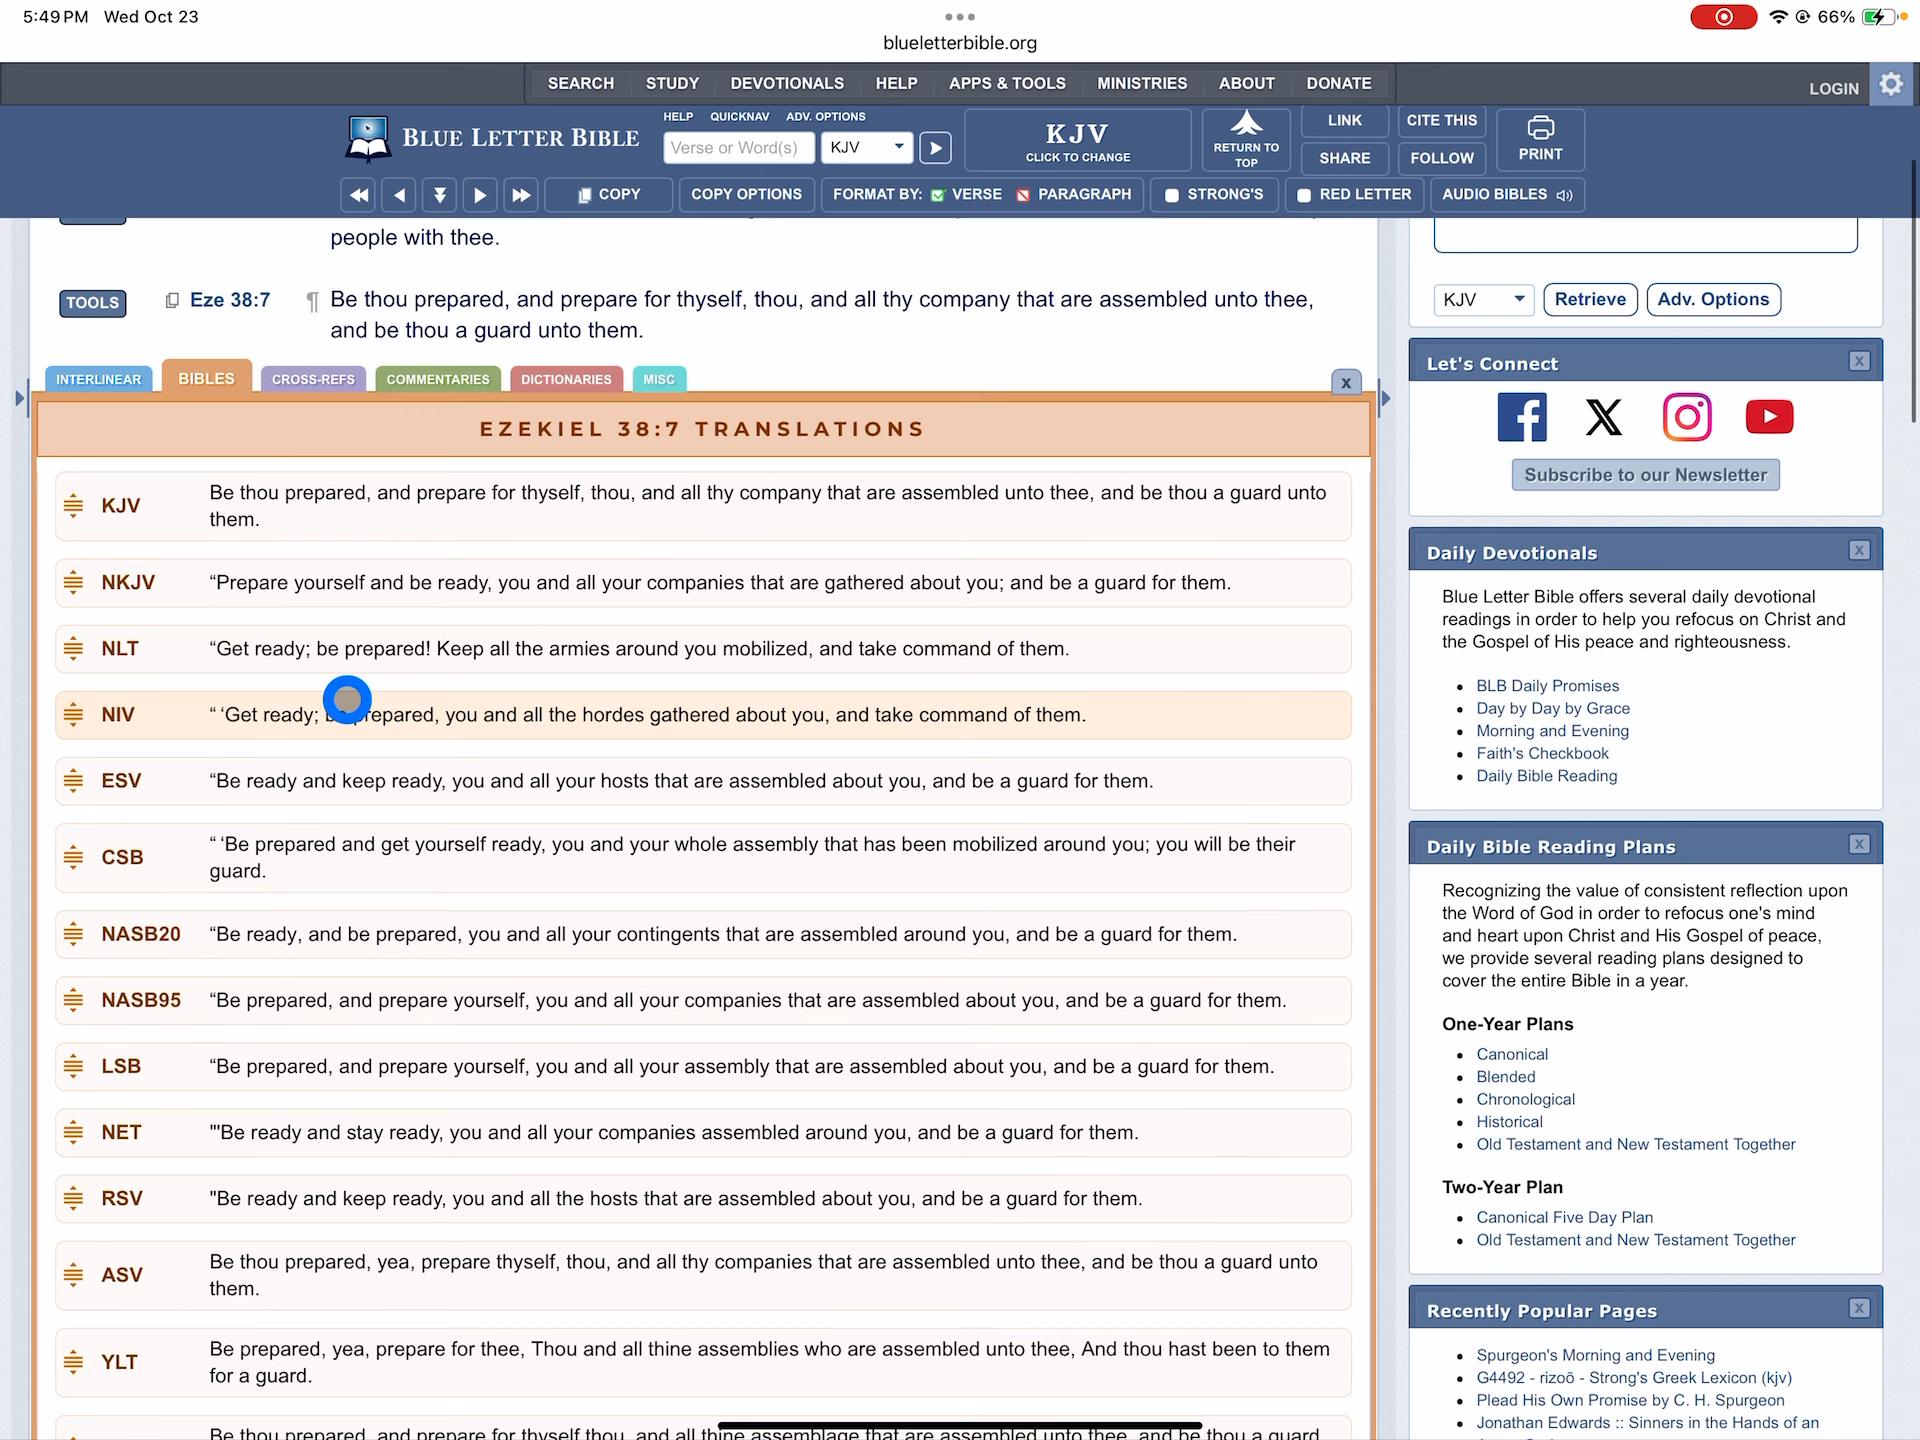 5:49 PM Wed Oct 23
66%
blueletterbible.org
SEARCH STUDY DEVOTIONALS HELP APPS & TOOLS MINISTRIES ABOUT DONATE
LOGIN
BLUE LETTER BIBLE
HELP QUICKNAV ADV. OPTIONS
Verse or Word(s) KJV
KJV
CLICK TO CHANGE
RETURN TO
TOP
LINK
SHARE
CITE THIS
FOLLOW
PRINT
COPY COPY OPTIONS FORMAT BY: VERSE PARAGRAPH STRONG'S RED LETTER AUDIO BIBLES
people with thee.
TOOLS Eze 38:7 ¶ Be thou prepared, and prepare for thyself, thou, and all thy company that are assembled unto thee,
and be thou a guard unto them.
INTERLINEAR BIBLES CROSS-REFS COMMENTARIES DICTIONARIES MISC
x
EZEKIEL 38:7 TRANSLATIONS
KJV Be thou prepared, and prepare for thyself, thou, and all thy company that are assembled unto thee, and be thou a guard unto
them.
NKJV “Prepare yourself and be ready, you and all your companies that are gathered about you; and be a guard for them.
NLT “Get ready; be prepared! Keep all the armies around you mobilized, and take command of them.
NIV “ ‘Get ready; be prepared, you and all the hordes gathered about you, and take command of them.
ESV “Be ready and keep ready, you and all your hosts that are assembled about you, and be a guard for them.
CSB “ ‘Be prepared and get yourself ready, you and your whole assembly that has been mobilized around you; you will be their
guard.
NASB20 “Be ready, and be prepared, you and all your contingents that are assembled around you, and be a guard for them.
NASB95 “Be prepared, and prepare yourself, you and all your companies that are assembled about you, and be a guard for them.
LSB “Be prepared, and prepare yourself, you and all your assembly that are assembled about you, and be a guard for them.
NET "'Be ready and stay ready, you and all your companies assembled around you, and be a guard for them.
RSV "Be ready and keep ready, you and all the hosts that are assembled about you, and be a guard for them.
ASV Be thou prepared, yea, prepare thyself, thou, and all thy companies that are assembled unto thee, and be thou a guard unto
them.
YLT Be prepared, yea, prepare for thee, Thou and all thine assemblies who are assembled unto thee, And thou hast been to them
for a guard.
Be thou prepared, and prepare for thyself thou, and all thine assemblage that are assembled unto thee, and be thou a guard
KJV Retrieve Adv. Options
Let's Connect x
Subscribe to our Newsletter
Daily Devotionals x
Blue Letter Bible offers several daily devotional
readings in order to help you refocus on Christ and
the Gospel of His peace and righteousness.
• BLB Daily Promises
• Day by Day by Grace
• Morning and Evening
• Faith's Checkbook
• Daily Bible Reading
Daily Bible Reading Plans x
Recognizing the value of consistent reflection upon
the Word of God in order to refocus one's mind
and heart upon Christ and His Gospel of peace,
we provide several reading plans designed to
cover the entire Bible in a year.
One-Year Plans
• Canonical
• Blended
• Chronological
• Historical
• Old Testament and New Testament Together
Two-Year Plan
• Canonical Five Day Plan
• Old Testament and New Testament Together
Recently Popular Pages x
• Spurgeon's Morning and Evening
• G4492 - rizoō - Strong's Greek Lexicon (kjv)
• Plead His Own Promise by C. H. Spurgeon
• Jonathan Edwards :: Sinners in the Hands of an